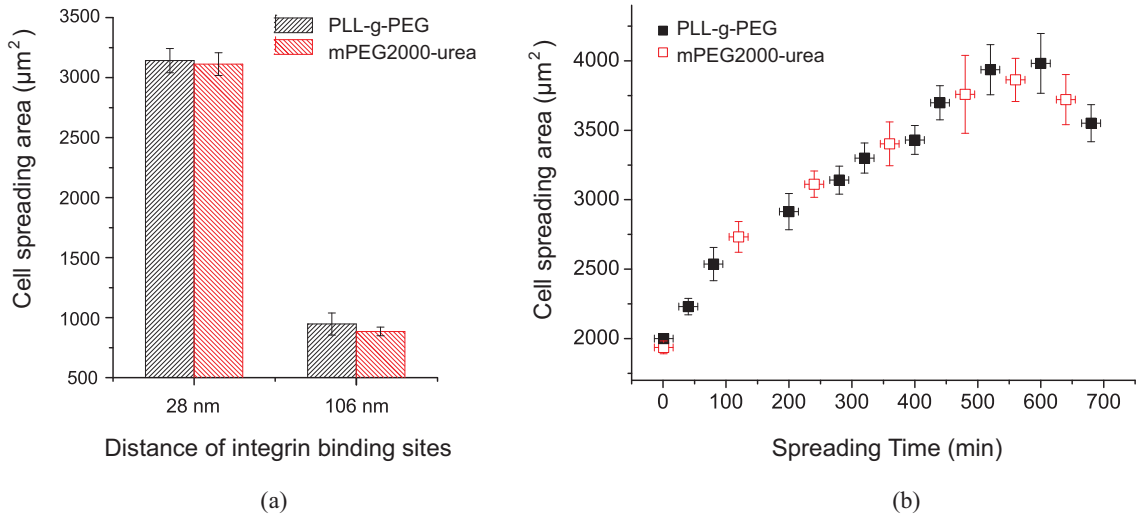 PLL-g-PEG
mPEG2000-urea
Cell spreading area (μm²)
3500
3000
2500
2000
1500
1000
500
28 nm
106 nm
Distance of integrin binding sites
(a)
PLL-g-PEG
mPEG2000-urea
Cell spreading area (μm²)
4000
3500
3000
2500
2000
0 100 200 300 400 500 600 700
Spreading Time (min)
(b)